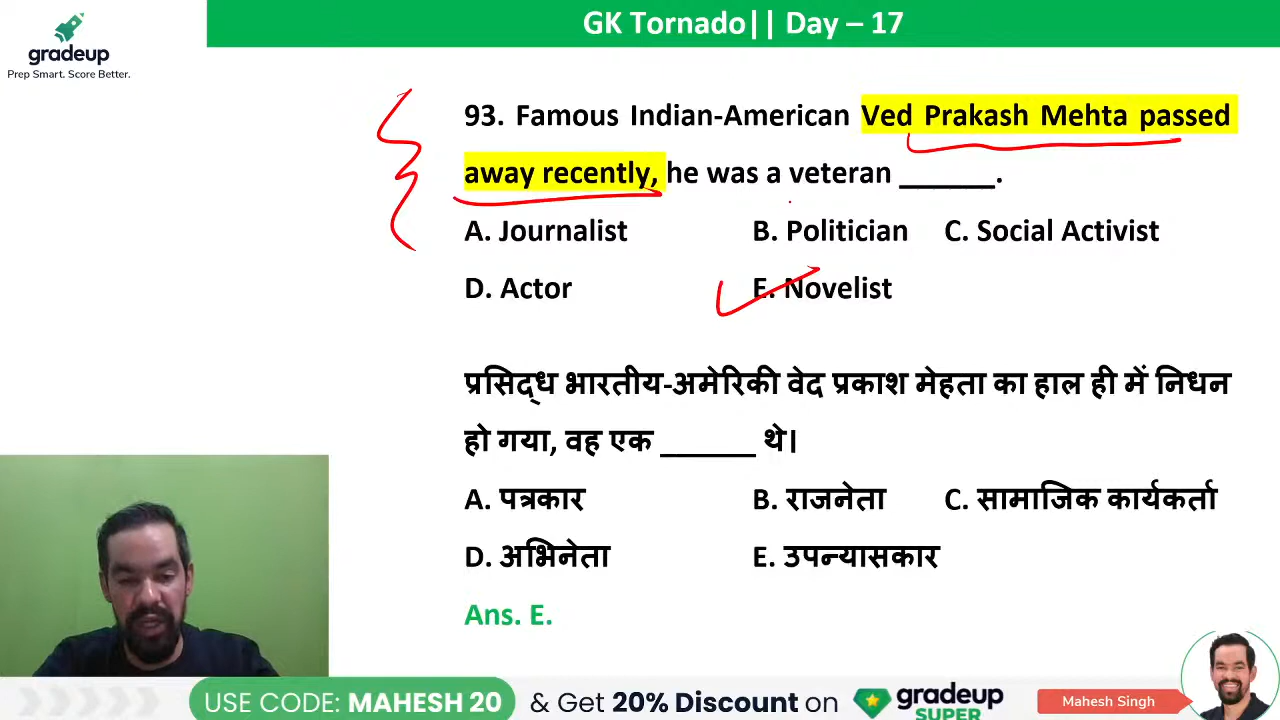 gradeup
Prep Smart. Score Better.
GK Tornado|| Day – 17
93. Famous Indian-American Ved Prakash Mehta passed
away recently, he was a veteran ______.
A. Journalist B. Politician C. Social Activist
D. Actor E. Novelist
प्रसिद्ध भारतीय-अमेरिकी वेद प्रकाश मेहता का हाल ही में निधन
हो गया, वह एक ______ थे|
A. पत्रकार B. राजनेता C. सामाजिक कार्यकर्ता
D. अभिनेता E. उपन्यासकार
Ans. E.
USE CODE: MAHESH 20 & Get 20% Discount on gradeup SUPER
Mahesh Singh